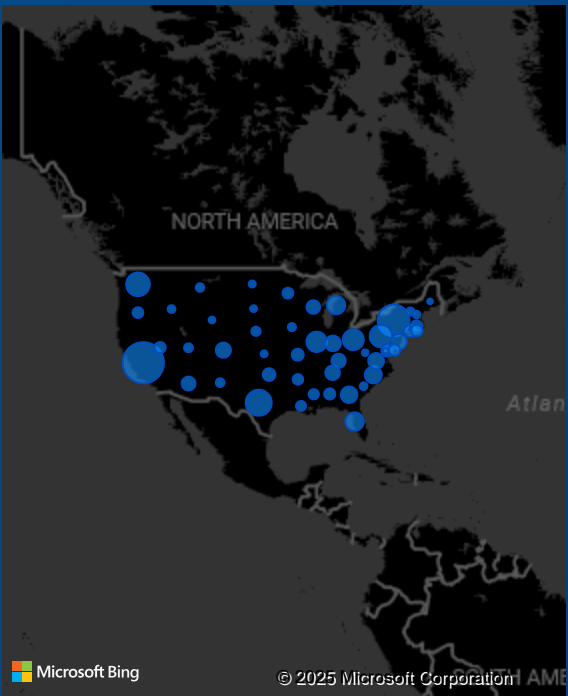 NORTH AMERICA
Atlan
Microsoft Bing
© 2025 Microsoft Corporation
SOUTH AME